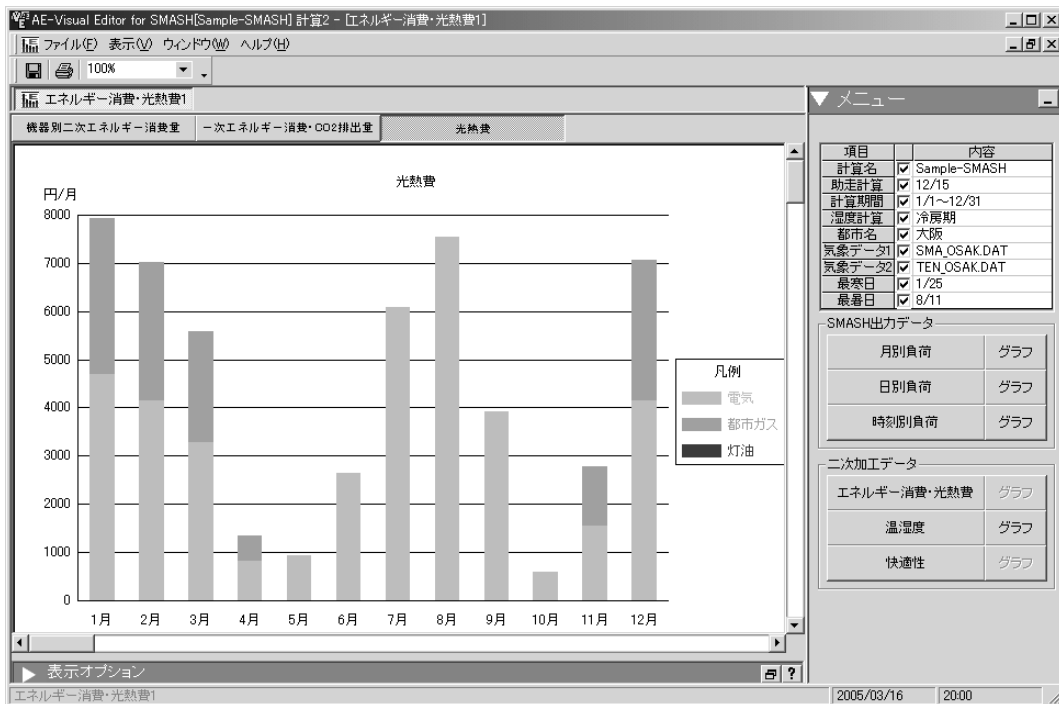 AE-Visual Editor for SMASH[Sample-SMASH] 計算2 - [エネルギー消費・光熱費1]
ファイル(F) 表示(V) ウィンドウ(W) ヘルプ(H)
100%
エネルギー消費・光熱費1
機器別二次エネルギー消費量 一次エネルギー消費・CO2排出量 光熱費
光熱費
円/月
8000
7000
6000
5000
4000
3000
2000
1000
0
1月 2月 3月 4月 5月 6月 7月 8月 9月 10月 11月 12月
凡例
電気
都市ガス
灯油
表示オプション
?
メニュー
項目 内容
計算名 Sample-SMASH
助走計算 12/15
計算期間 1/1～12/31
湿度計算 冷房期
都市名 大阪
気象データ1 SMA_OSAK.DAT
気象データ2 TEN_OSAK.DAT
最寒日 1/25
最暑日 8/11
SMASH出力データ
月別負荷 グラフ
日別負荷 グラフ
時刻別負荷 グラフ
二次加工データ
エネルギー消費・光熱費 グラフ
温湿度 グラフ
快適性 グラフ
エネルギー消費・光熱費1 2005/03/16 20:00